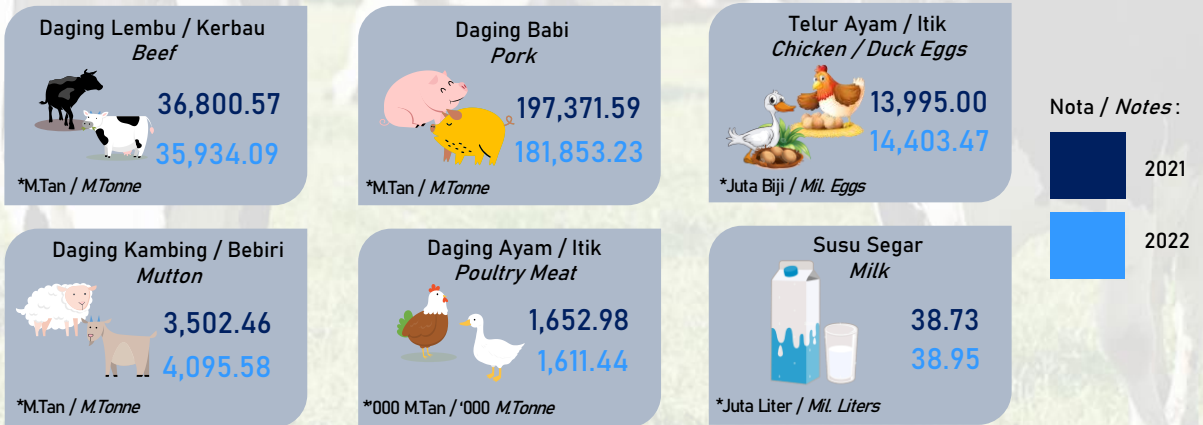 Daging Lembu / Kerbau
Beef
36,800.57
35,934.09
*M.Tan / M.Tonne
Daging Babi
Pork
197,371.59
181,853.23
*M.Tan / M.Tonne
Telur Ayam / Itik
Chicken / Duck Eggs
13,995.00
14,403.47
*Juta Biji / Mil. Eggs
Nota / Notes :
2021
2022
Daging Kambing / Bebiri
Mutton
3,502.46
4,095.58
*M.Tan / M.Tonne
Daging Ayam / Itik
Poultry Meat
1,652.98
1,611.44
*'000 M.Tan / '000 M.Tonne
Susu Segar
Milk
38.73
38.95
*Juta Liter / Mil. Liters